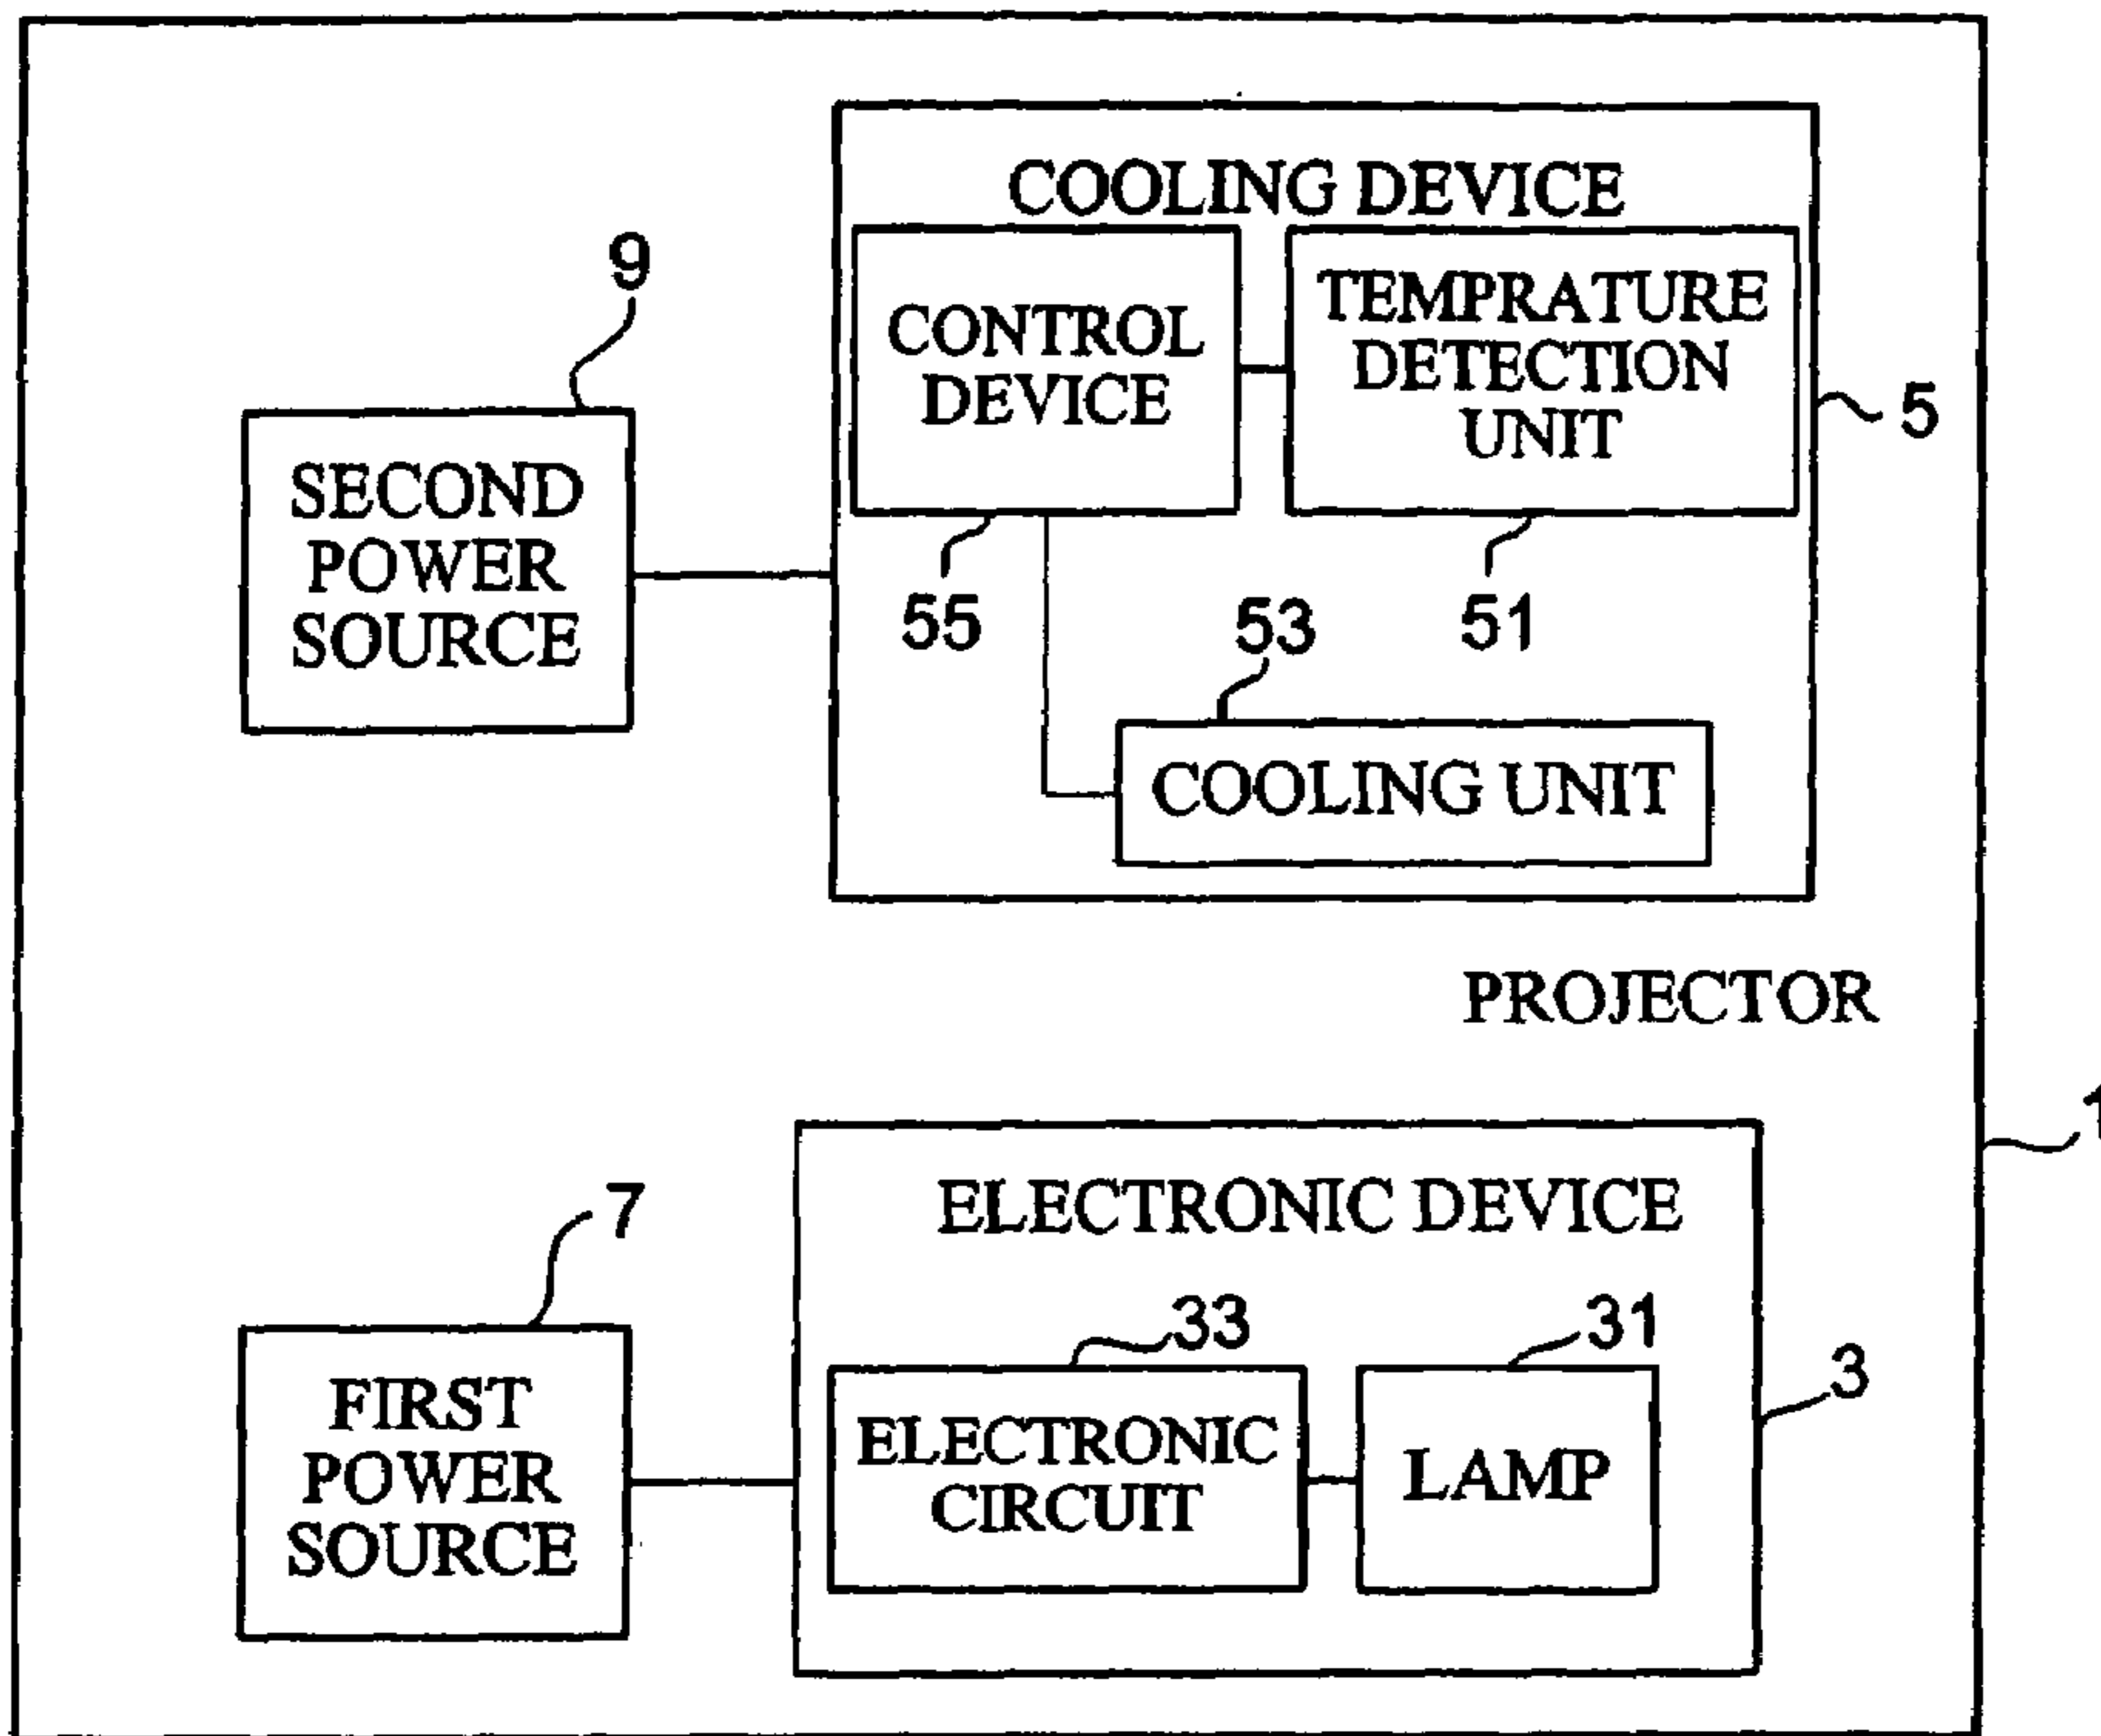 COOLING DEVICE
9
CONTROL
DEVICE
TEMPRATURE
DETECTION
UNIT
5
SECOND
POWER
SOURCE
55
53
51
COOLING UNIT
PROJECTOR
1
ELECTRONIC DEVICE
7
33
31
3
FIRST
POWER
SOURCE
ELECTRONIC
CIRCUIT
LAMP